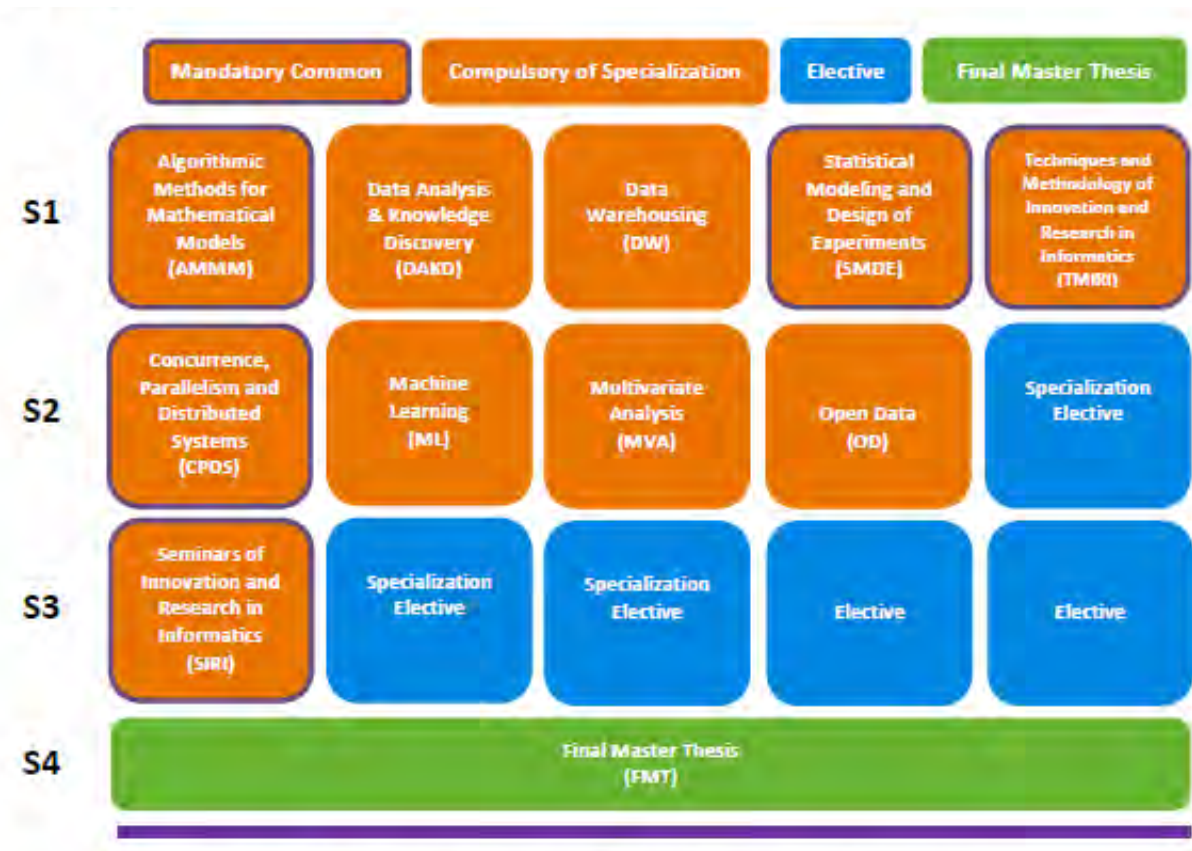 Mandatory Common
Compulsory of Specialization
Elective
Final Master Thesis
S1
Algorithmic
Methods for
Mathematical
Models
(AMMM)
Data Analysis
& Knowledge
Discovery
(DAKD)
Data
Warehousing
(DW)
Statistical
Modeling and
Design of
Experiments
(SMDE)
Techniques and
Methodology of
Innovation and
Research in
Informatics
(TMIRI)
S2
Concurrence,
Parallelism and
Distributed
Systems
(CPDS)
Machine
Learning
(ML)
Multivariate
Analysis
(MVA)
Open Data
(OD)
Specialization
Elective
S3
Seminars of
Innovation and
Research in
Informatics
(SIRI)
Specialization
Elective
Specialization
Elective
Elective
Elective
S4
Final Master Thesis
(FMT)